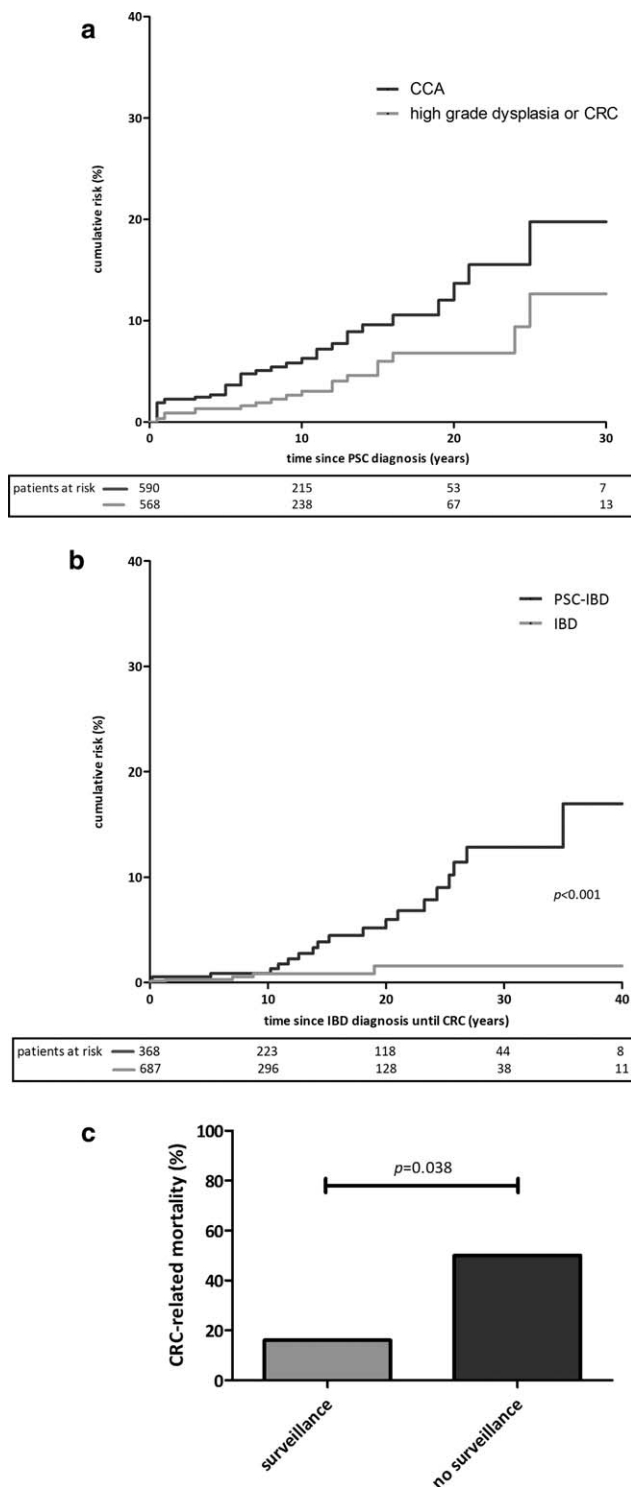 a
40
CCA
high grade dysplasia or CRC
30
cumulative risk (%)
20
10
0
0 10 20 30
time since PSC diagnosis (years)
patients at risk 590 215 53 7
568 238 67 13
b
40
PSC-IBD
IBD
30
cumulative risk (%)
20
10
p<0.001
0
0 10 20 30 40
time since IBD diagnosis until CRC (years)
patients at risk 368 223 118 44 8
687 296 128 38 11
c
CRC-related mortality (%)
100
p=0.038
80
60
40
20
0
surveillance
no surveillance